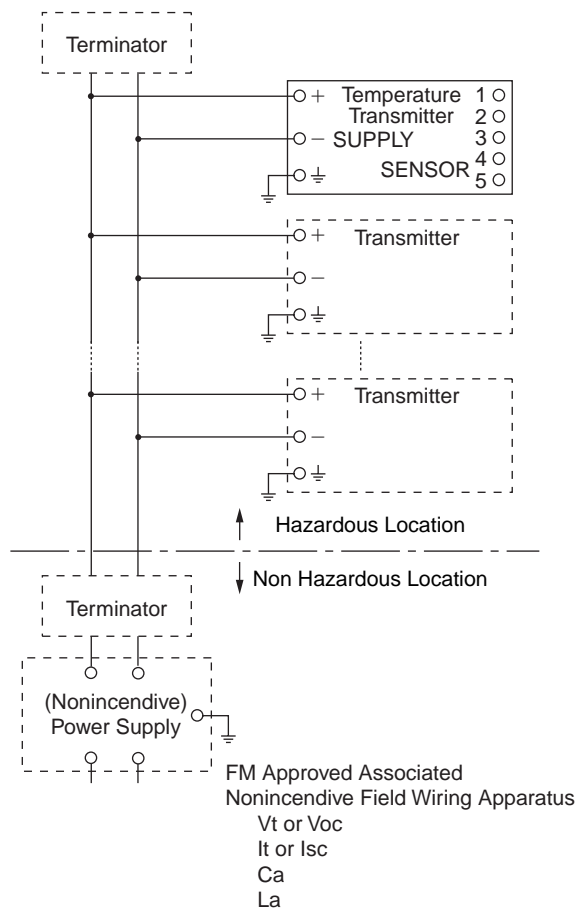 Terminator
+ Temperature 1
Transmitter 2
− SUPPLY 3
4
SENSOR
5
+ Transmitter
−
+ Transmitter
−
Hazardous Location
Non Hazardous Location
Terminator
(Nonincendive)
Power Supply
FM Approved Associated
Nonincendive Field Wiring Apparatus
Vt or Voc
It or Isc
Ca
La